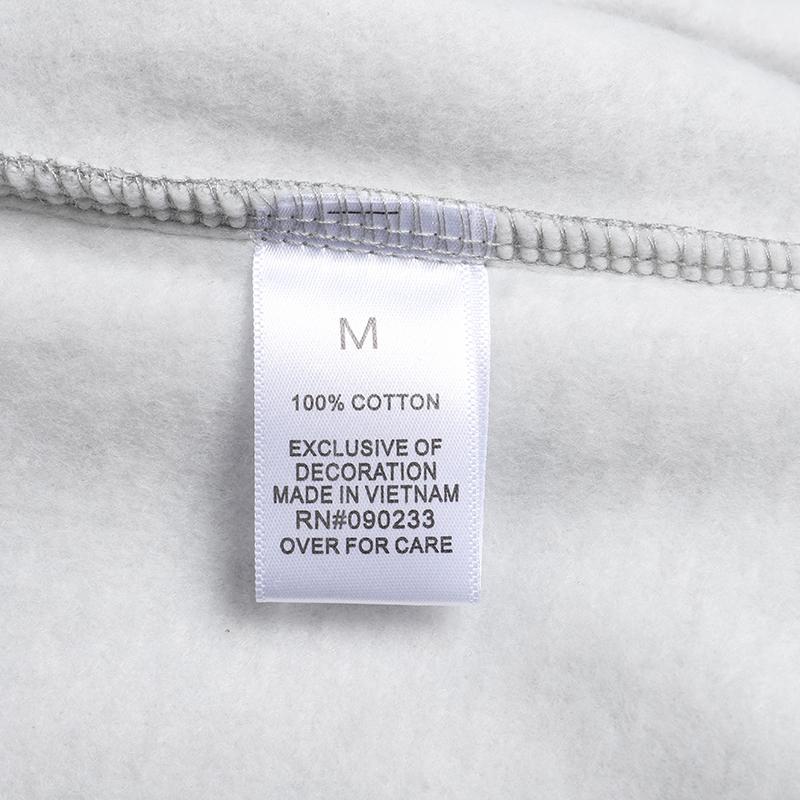 M
100% COTTON
EXCLUSIVE OF
DECORATION
MADE IN VIETNAM
RN#090233
OVER FOR CARE